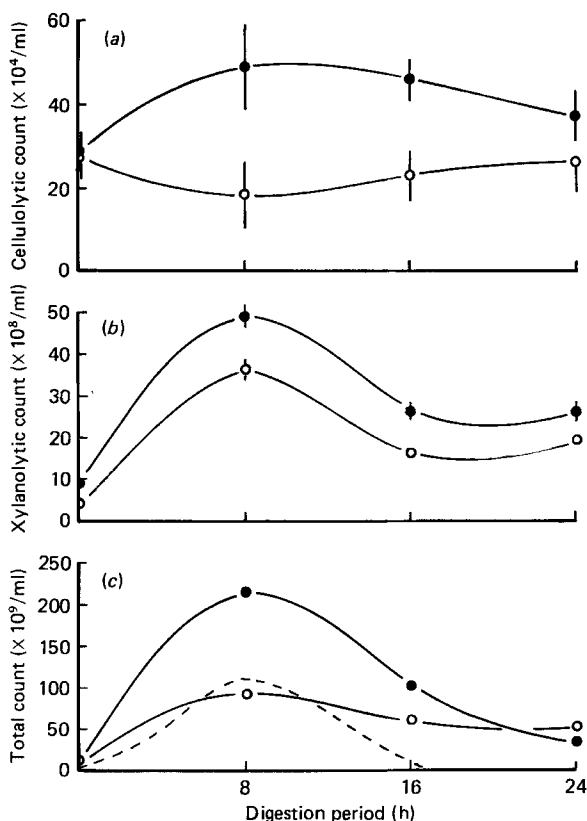 60
(a)
40
20
0
Cellulolytic count (× 10⁴/ml)
50
(b)
40
30
20
10
0
Xylanolytic count (× 10⁸/ml)
250
(c)
200
150
100
50
0
Total count (× 10⁹/ml)
8
16
24
Digestion period (h)